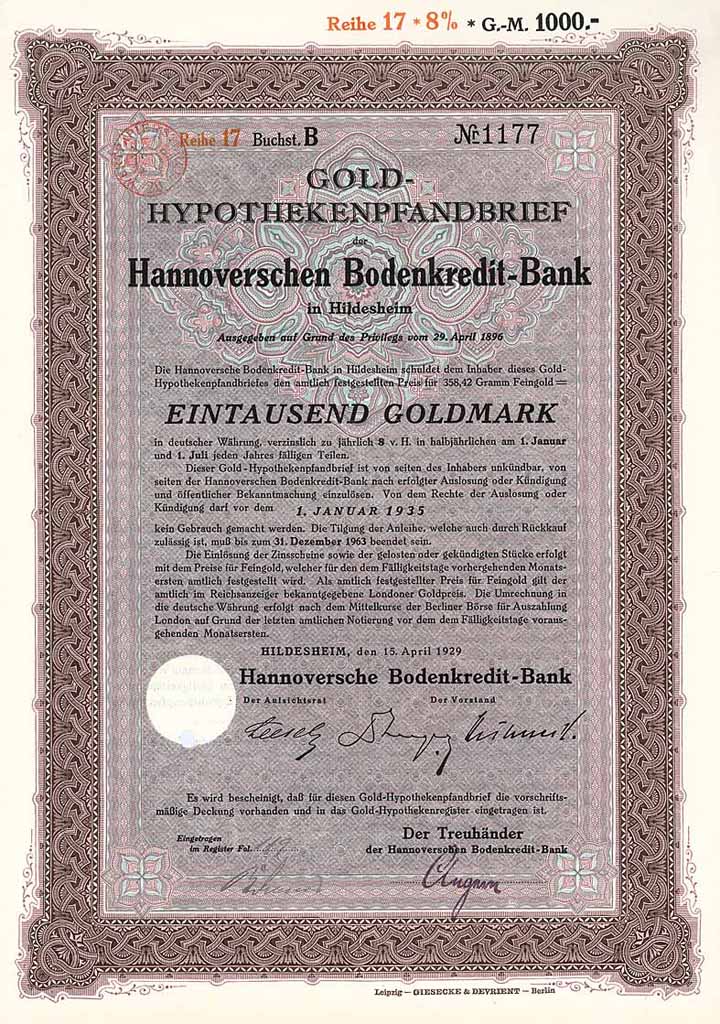 Reihe 17 * 8% * G.-M. 1000.-
Reihe 17 Buchst. B № 1177
GOLD-
HYPOTHEKENPFANDBRIEF
der
Hannoverschen Bodenkredit-Bank
in Hildesheim
Ausgegeben auf Grund des Privilegs vom 29. April 1896
Die Hannoversche Bodenkredit-Bank in Hildesheim schuldet dem Inhaber dieses Gold-
Hypothekenpfandbriefes den amtlich festgestellten Preis für 358,42 Gramm Feingold =
EINTAUSEND GOLDMARK
in deutscher Währung, verzinslich zu jährlich 8 v. H. in halbjährlichen am 1. Januar
und 1. Juli jeden Jahres fälligen Teilen.
Dieser Gold-Hypothekenpfandbrief ist von seiten des Inhabers unkündbar, von
seiten der Hannoverschen Bodenkredit-Bank nach erfolgter Auslosung oder Kündigung
und öffentlicher Bekanntmachung einzulösen. Von dem Rechte der Auslosung oder
Kündigung darf vor dem 1. JANUAR 1935
kein Gebrauch gemacht werden. Die Tilgung der Anleihe, welche auch durch Rückkauf
zulässig ist, muß bis zum 31. Dezember 1963 beendet sein.
Die Einlösung der Zinsscheine sowie der gelosten oder gekündigten Stücke erfolgt
mit dem Preise für Feingold, welcher für den dem Fälligkeitstage vorhergehenden Monats-
ersten amtlich festgestellt wird. Als amtlich festgestellter Preis für Feingold gilt der
amtlich im Reichsanzeiger bekanntgegebene Londoner Goldpreis. Die Umrechnung in
die deutsche Währung erfolgt nach dem Mittelkurse der Berliner Börse für Auszahlung
London auf Grund der letzten amtlichen Notierung vor dem dem Fälligkeitstage voraus-
gehenden Monatsersten.
HILDESHEIM, den 15. April 1929
Hannoversche Bodenkredit-Bank
Der Aufsichtsrat Der Vorstand
Es wird bescheinigt, daß für diesen Gold-Hypothekenpfandbrief die vorschrifts-
mäßige Deckung vorhanden und in das Gold-Hypothekenregister eingetragen ist.
Eingetragen
im Register Fol.
Der Treuhänder
der Hannoverschen Bodenkredit-Bank
Leipzig — GIESECKE & DEVRIENT — Berlin